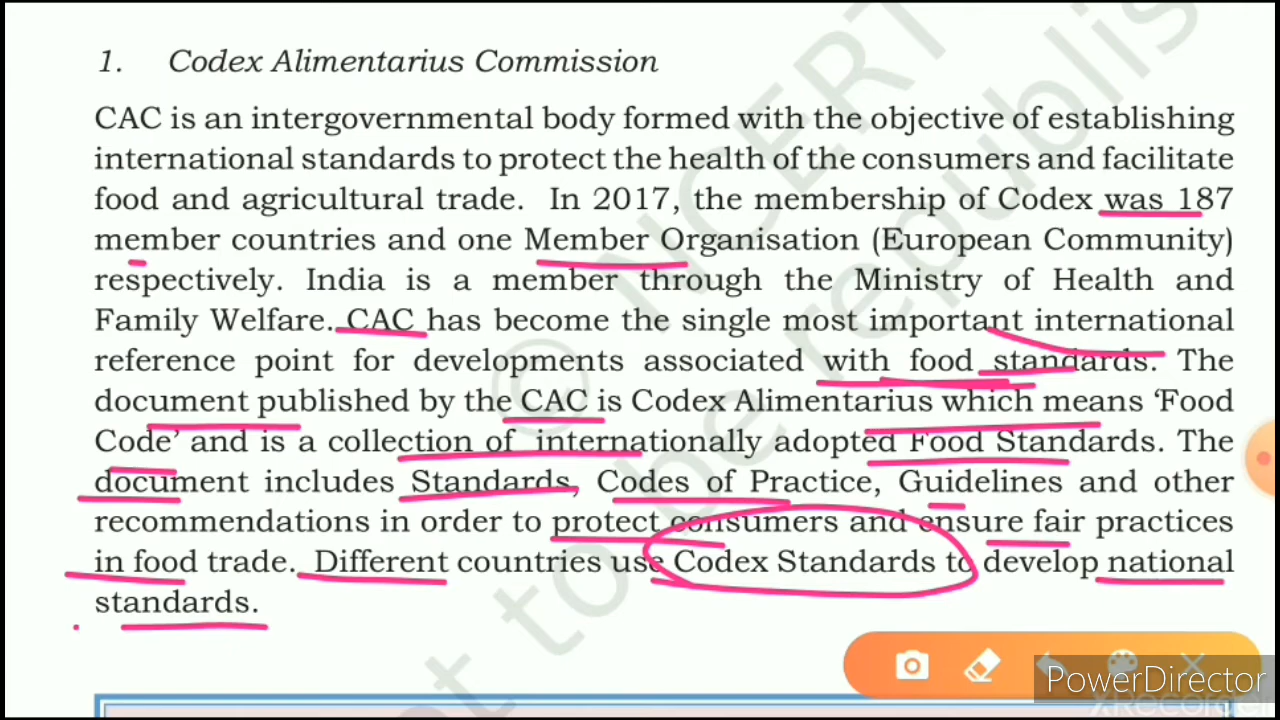 1. Codex Alimentarius Commission
CAC is an intergovernmental body formed with the objective of establishing
international standards to protect the health of the consumers and facilitate
food and agricultural trade. In 2017, the membership of Codex was 187
member countries and one Member Organisation (European Community)
respectively. India is a member through the Ministry of Health and
Family Welfare. CAC has become the single most important international
reference point for developments associated with food standards. The
document published by the CAC is Codex Alimentarius which means ‘Food
Code’ and is a collection of internationally adopted Food Standards. The
document includes Standards, Codes of Practice, Guidelines and other
recommendations in order to protect consumers and ensure fair practices
in food trade. Different countries use Codex Standards to develop national
standards.
© NCERT
not to be republis
PowerDirector